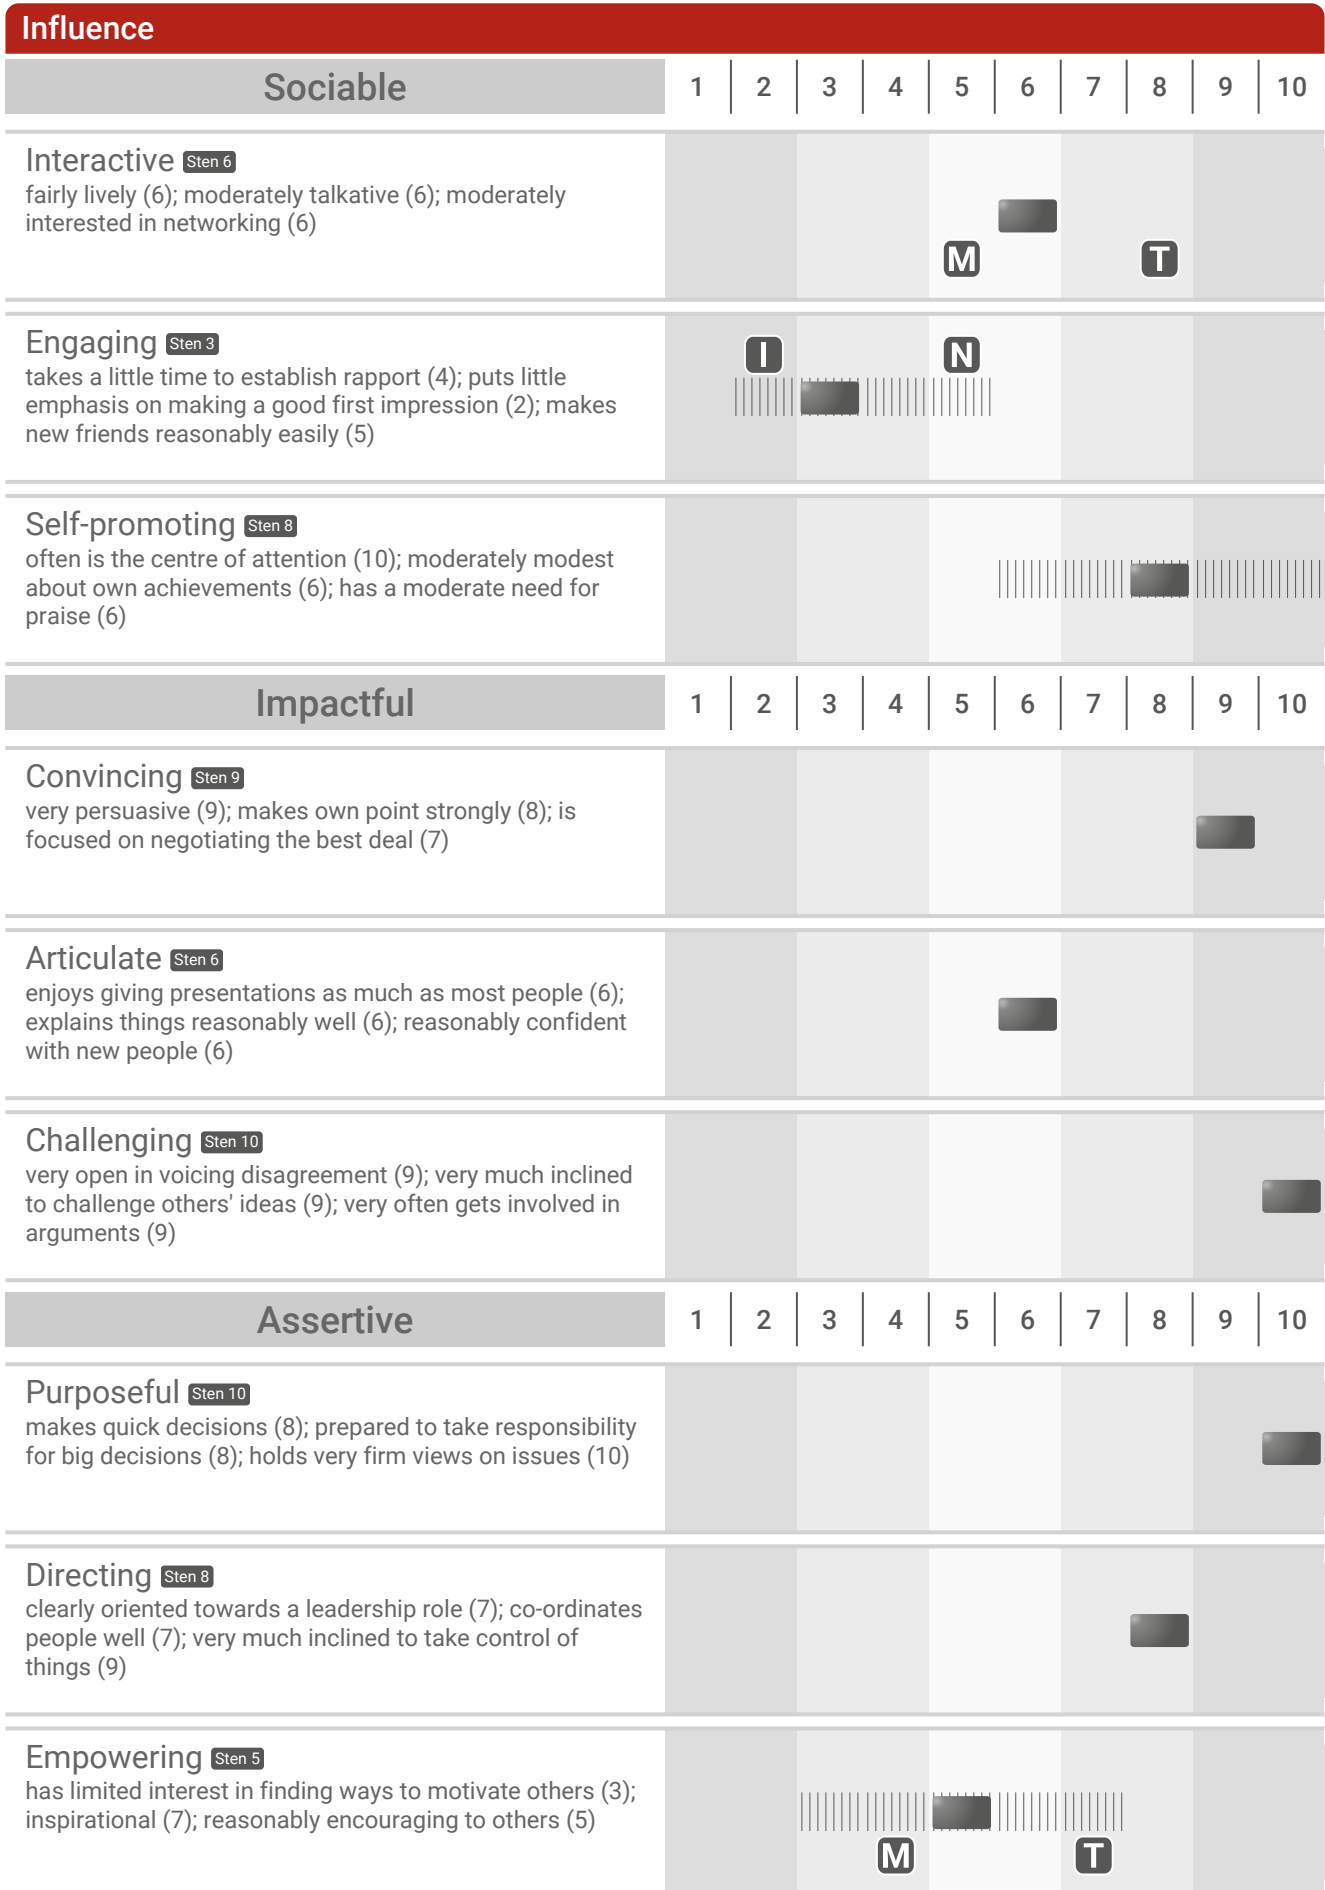 Influence
Sociable 1 2 3 4 5 6 7 8 9 10
Interactive Sten 6
fairly lively (6); moderately talkative (6); moderately
interested in networking (6)
M T
Engaging Sten 3
I N
takes a little time to establish rapport (4); puts little
emphasis on making a good first impression (2); makes
new friends reasonably easily (5)
Self-promoting Sten 8
often is the centre of attention (10); moderately modest
about own achievements (6); has a moderate need for
praise (6)
Impactful 1 2 3 4 5 6 7 8 9 10
Convincing Sten 9
very persuasive (9); makes own point strongly (8); is
focused on negotiating the best deal (7)
Articulate Sten 6
enjoys giving presentations as much as most people (6);
explains things reasonably well (6); reasonably confident
with new people (6)
Challenging Sten 10
very open in voicing disagreement (9); very much inclined
to challenge others' ideas (9); very often gets involved in
arguments (9)
Assertive 1 2 3 4 5 6 7 8 9 10
Purposeful Sten 10
makes quick decisions (8); prepared to take responsibility
for big decisions (8); holds very firm views on issues (10)
Directing Sten 8
clearly oriented towards a leadership role (7); co-ordinates
people well (7); very much inclined to take control of
things (9)
Empowering Sten 5
has limited interest in finding ways to motivate others (3);
inspirational (7); reasonably encouraging to others (5)
M T